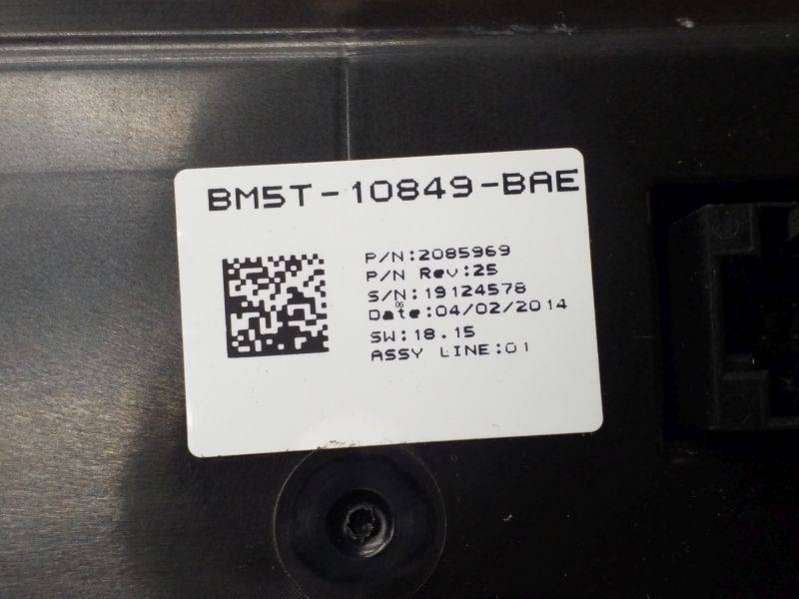 BM5T-10849-BAE
P/N:2085969
P/N Rev:25
S/N:19124578
Date:04/02/2014
SW:18.15
ASSY LINE:01